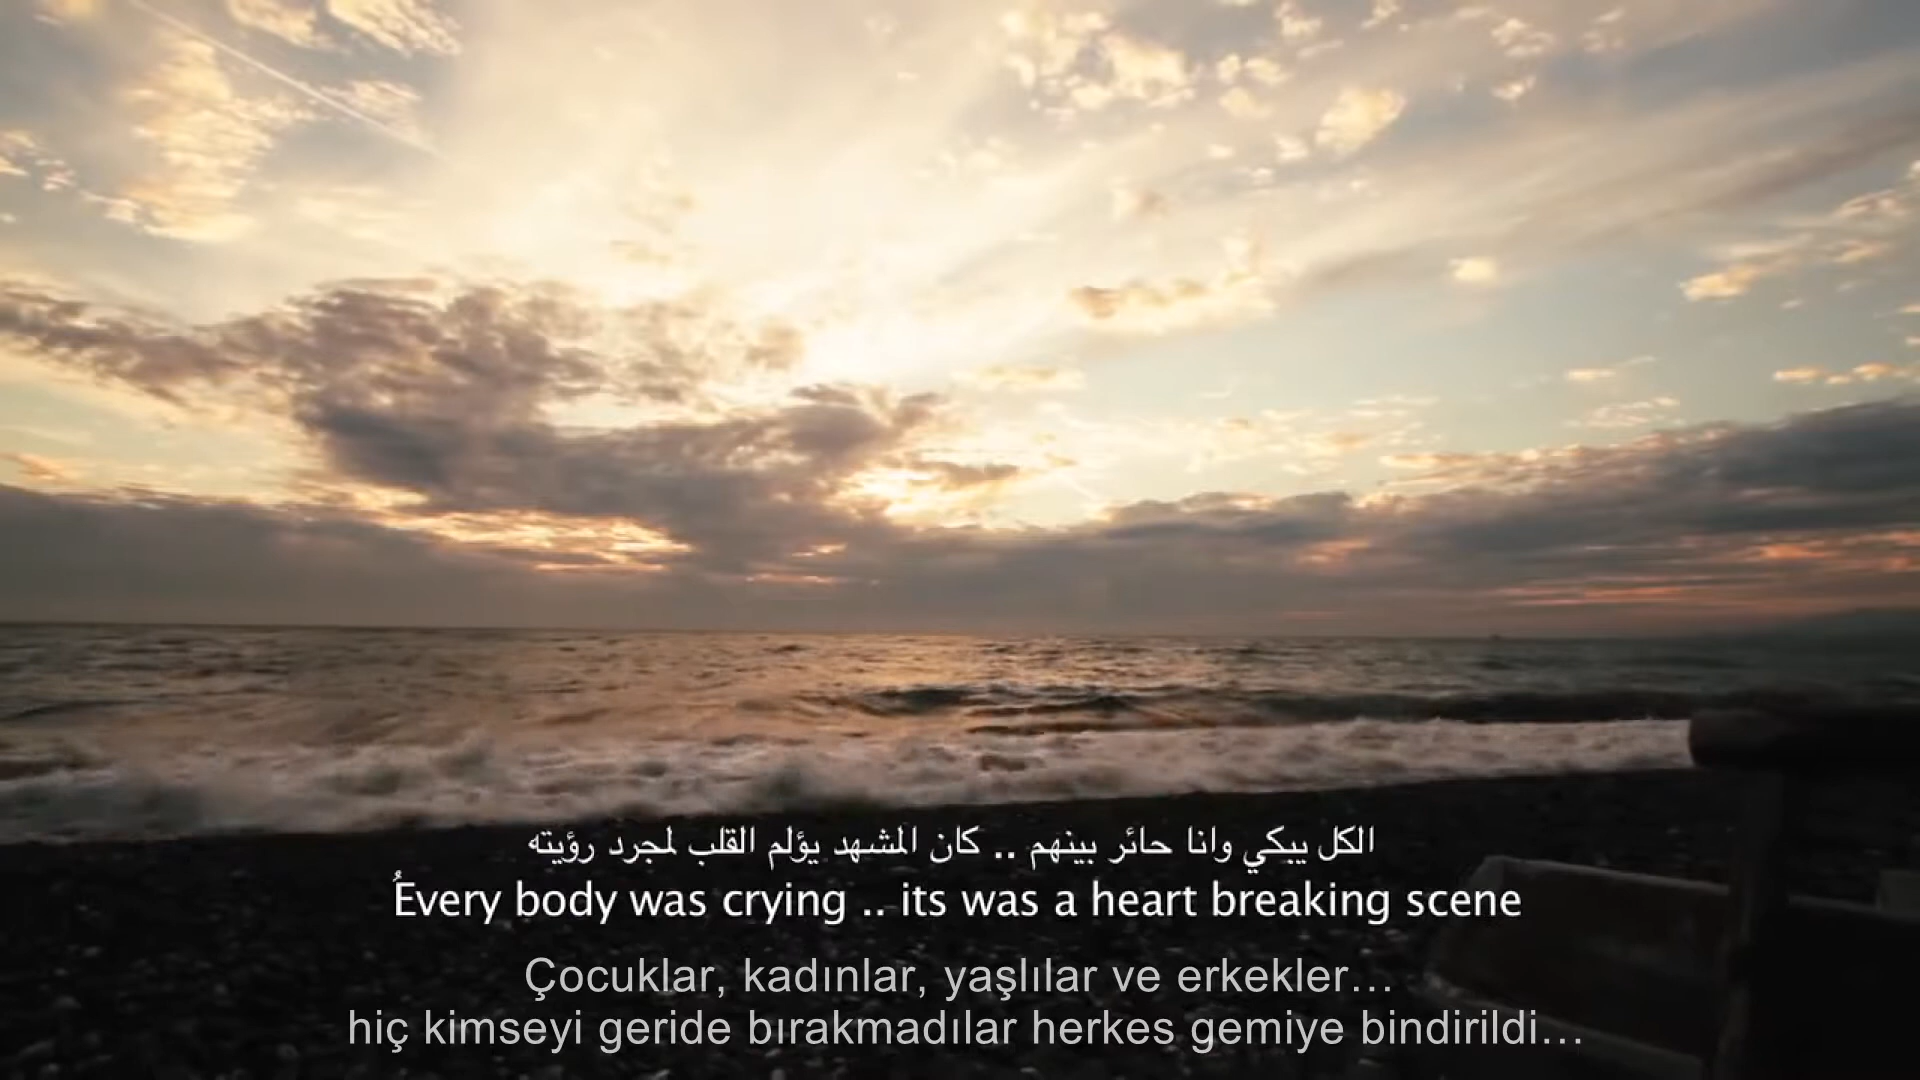 الكل يبكي وانا حائر بينهم .. كان المشهد يؤلم القلب لمجرد رؤيته
ُEvery body was crying .. its was a heart breaking scene
Çocuklar, kadınlar, yaşlılar ve erkekler…
hiç kimseyi geride bırakmadılar herkes gemiye bindirildi…